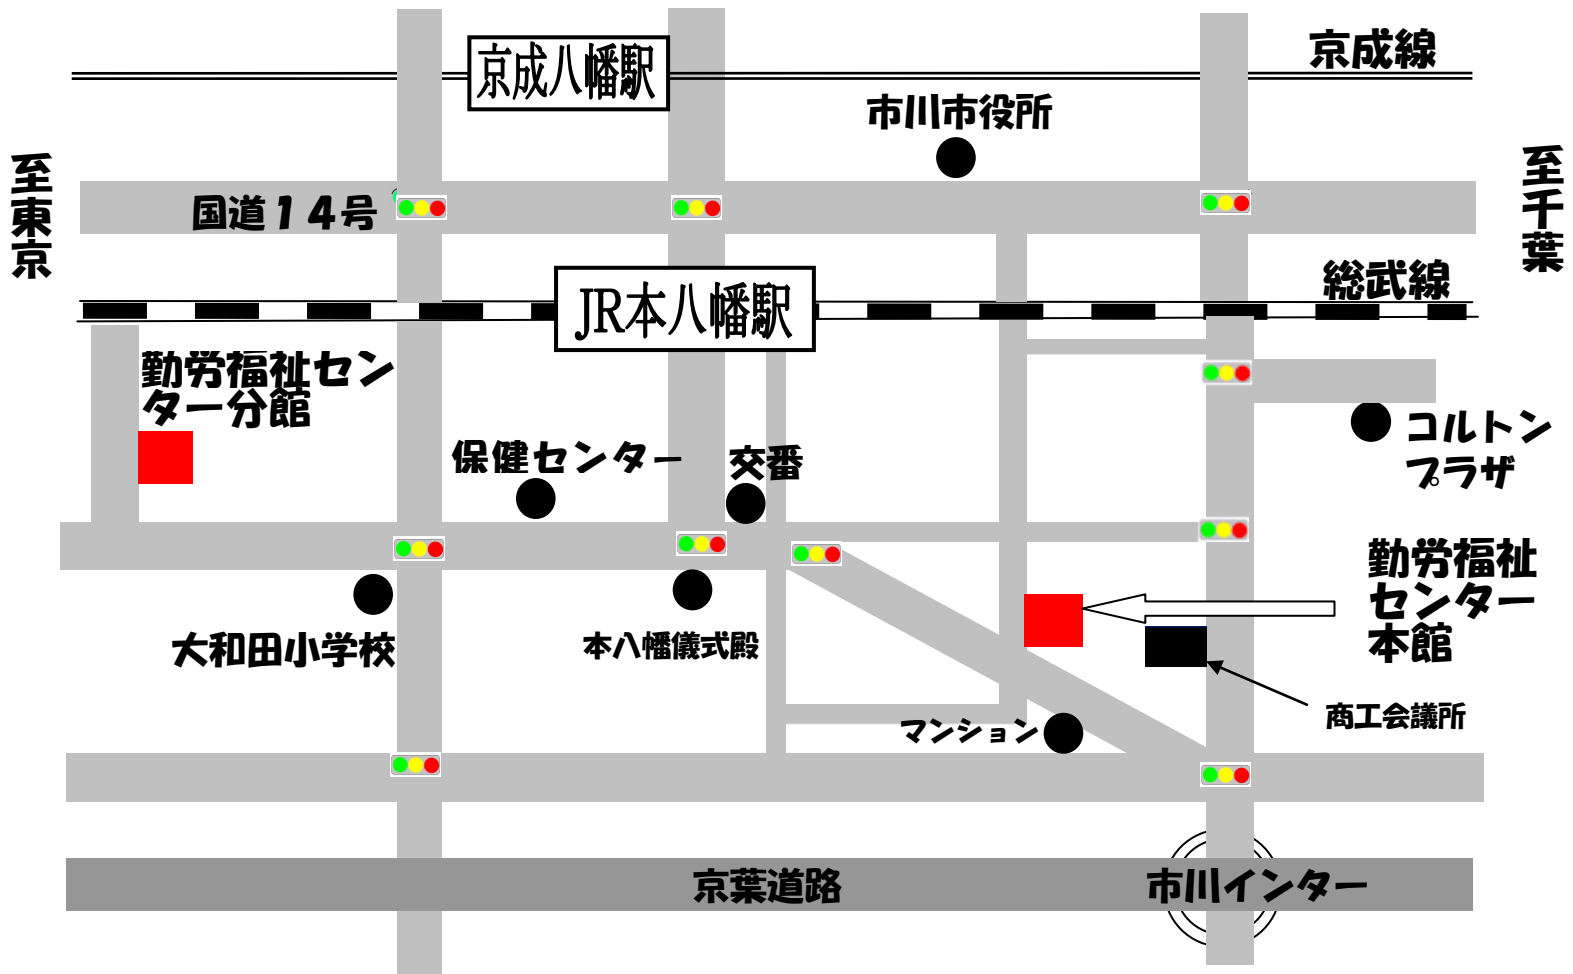 京成線
京成八幡駅
市川市役所
至東京
至千葉
国道14号
総武線
JR本八幡駅
勤労福祉セン
ター分館
コルトン
プラザ
保健センター
交番
勤労福祉
センター
本館
大和田小学校
本八幡儀式殿
商工会議所
マンション
京葉道路
市川インター